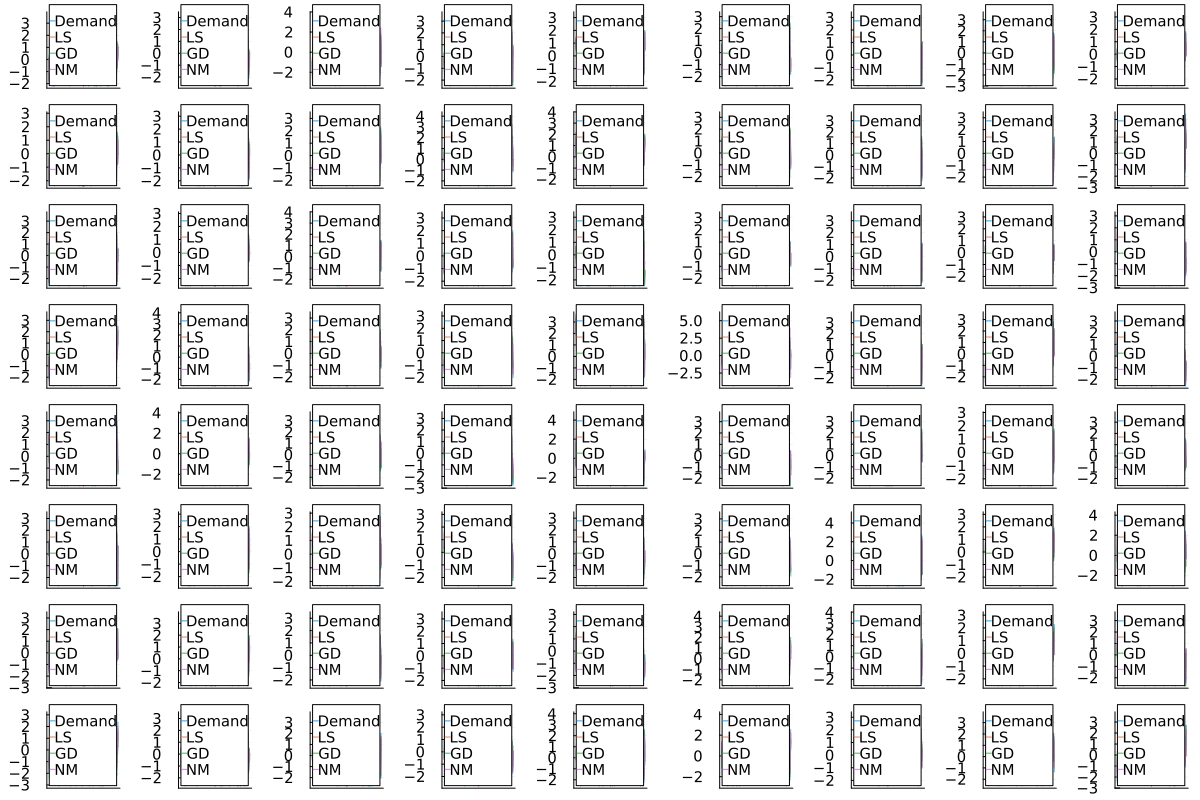 3 Demand 3 Demand 4 Demand 3 Demand 3 Demand 3 Demand 3 Demand 3 Demand 3 Demand
2 LS 2 LS 2 LS 2 LS 2 LS 2 LS 2 LS 2 LS 2 LS
1 1 1 1 1 1 1 1
0 GD 0 GD 0 GD 0 GD 0 GD 0 GD 0 GD 0 GD 0 GD
−1 NM −1 NM −2 NM −1 NM −1 NM −1 NM −1 NM −1 NM −1 NM
−2 −2 −2 −2 −2 −2 −2 −2
−3
3 Demand 3 Demand 3 Demand 4 Demand 4 Demand 3 Demand 3 Demand 3 Demand 3 Demand
3 3
2 LS 2 LS 2 LS 2 LS 2 LS 2 LS 2 LS 2 LS 2 LS
1 1 1 1 1 1 1 1 1
0 GD 0 GD 0 GD 0 GD 0 GD 0 GD 0 GD 0 GD 0 GD
−1 NM −1 NM −1 NM −1 NM −1 NM −1 NM −1 NM −1 NM −1 NM
−2 −2 −2 −2 −2 −2 −2 −2 −2
−3
3 Demand 3 Demand 4 Demand 3 Demand 3 Demand 3 Demand 3 Demand 3 Demand 3 Demand
3
2 LS 2 LS 2 LS 2 LS 2 LS 2 LS 2 LS 2 LS 2 LS
1 1 1 1 1 1 1 1 1
0 GD 0 GD 0 GD 0 GD 0 GD 0 GD 0 GD 0 GD 0 GD
−1 NM −1 NM −1 NM −1 NM −1 NM −1 NM −1 NM −1 NM −1 NM
−2 −2 −2 −2 −2 −2 −2 −2 −2
−3
3 Demand 4 Demand 3 Demand 3 Demand 3 Demand 5.0 Demand 3 Demand 3 Demand 3 Demand
3
2 LS 2 LS 2 LS 2 LS 2 LS 2.5 LS 2 LS 2 LS 2 LS
1 1 1 1 1 1 1 1
0 GD 0 GD 0 GD 0 GD 0 GD 0.0 GD 0 GD 0 GD 0 GD
−1 NM −1 NM −1 NM −1 NM −1 NM −2.5 NM −1 NM −1 NM −1 NM
−2 −2 −2 −2 −2 −2 −2 −2
3 Demand 4 Demand 3 Demand 3 Demand 4 Demand 3 Demand 3 Demand 3 Demand 3 Demand
2 LS 2 LS 2 LS 2 LS 2 LS 2 LS 2 LS 2 LS 2 LS
1 1 1 1 1 1 1
0 GD 0 GD 0 GD 0 GD 0 GD 0 GD 0 GD 0 GD 0 GD
−1 NM −2 NM −1 NM −1 NM −2 NM −1 NM −1 NM −1 NM −1 NM
−2 −2 −2 −2 −2 −2 −2
−3
3 Demand 3 Demand 3 Demand 3 Demand 3 Demand 3 Demand 4 Demand 3 Demand 4 Demand
2 LS 2 LS 2 LS 2 LS 2 LS 2 LS 2 LS 2 LS 2 LS
1 1 1 1 1 1 1
0 GD 0 GD 0 GD 0 GD 0 GD 0 GD 0 GD 0 GD 0 GD
−1 NM −1 NM −1 NM −1 NM −1 NM −1 NM −2 NM −1 NM −2 NM
−2 −2 −2 −2 −2 −2 −2
3 Demand 3 Demand 3 Demand 3 Demand 3 Demand 4 Demand 4 Demand 3 Demand 3 Demand
3 3
2 LS 2 LS 2 LS 2 LS 2 LS 2 LS 2 LS 2 LS 2 LS
1 1 1 1 1 1 1 1 1
0 GD 0 GD 0 GD 0 GD 0 GD 0 GD 0 GD 0 GD 0 GD
−1 NM −1 NM −1 NM −1 NM −1 NM −1 NM −1 NM −1 NM −1 NM
−2 −2 −2 −2 −2 −2 −2 −2 −2
−3 −3
3 Demand 3 Demand 3 Demand 3 Demand 4 Demand 4 Demand 3 Demand 3 Demand 3 Demand
3
2 LS 2 LS 2 LS 2 LS 2 LS 2 LS 2 LS 2 LS 2 LS
1 1 1 1 1 1 1 1
0 GD 0 GD 0 GD 0 GD 0 GD 0 GD 0 GD 0 GD 0 GD
−1 NM −1 NM −1 NM −1 NM −1 NM −2 NM −1 NM −1 NM −1 NM
−2 −2 −2 −2 −2 −2 −2 −2
−3 −3